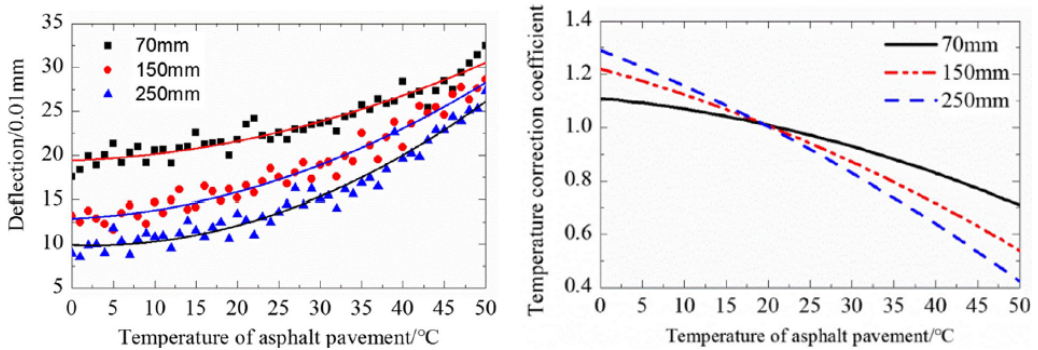 Deflection/0.01mm
35
30
25
20
15
10
5
70mm
150mm
250mm
0 5 10 15 20 25 30 35 40 45 50
Temperature of asphalt pavement/℃
Temperature correction coefficient
1.4
1.2
1.0
0.8
0.6
0.4
70mm
150mm
250mm
0 5 10 15 20 25 30 35 40 45 50
Temperature of asphalt pavement/℃